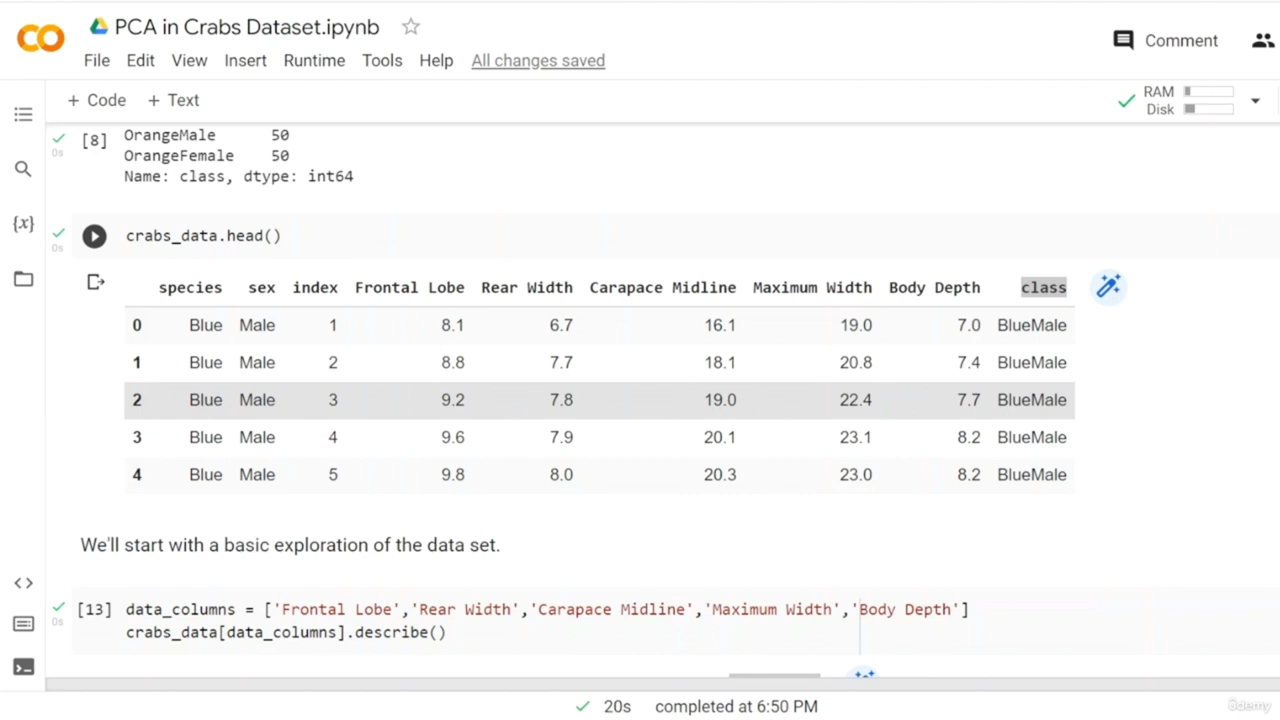 PCA in Crabs Dataset.ipynb
Comment
File Edit View Insert Runtime Tools Help All changes saved
+ Code + Text
RAM
Disk
[8] OrangeMale 50
0s
OrangeFemale 50
Name: class, dtype: int64
{x}
crabs_data.head()
0s
species sex index Frontal Lobe Rear Width Carapace Midline Maximum Width Body Depth class
0 Blue Male 1 8.1 6.7 16.1 19.0 7.0 BlueMale
1 Blue Male 2 8.8 7.7 18.1 20.8 7.4 BlueMale
2 Blue Male 3 9.2 7.8 19.0 22.4 7.7 BlueMale
3 Blue Male 4 9.6 7.9 20.1 23.1 8.2 BlueMale
4 Blue Male 5 9.8 8.0 20.3 23.0 8.2 BlueMale
We'll start with a basic exploration of the data set.
[13] data_columns = ['Frontal Lobe','Rear Width','Carapace Midline','Maximum Width','Body Depth']
0s
crabs_data[data_columns].describe()
20s completed at 6:50 PM
ûdemy